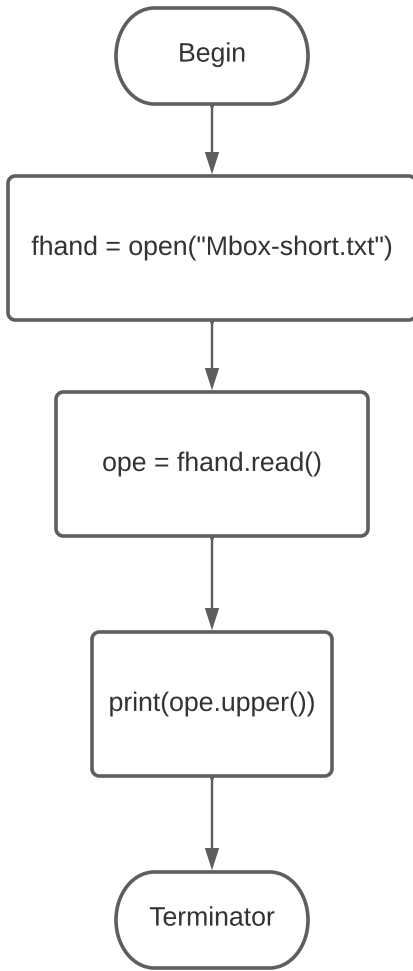 Begin
fhand = open("Mbox-short.txt")
ope = fhand.read()
print(ope.upper())
Terminator